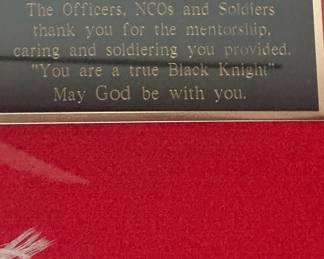 The Officers, NCOs and Soldiers
thank you for the mentorship,
caring and soldiering you provided.
"You are a true Black Knight"
May God be with you.